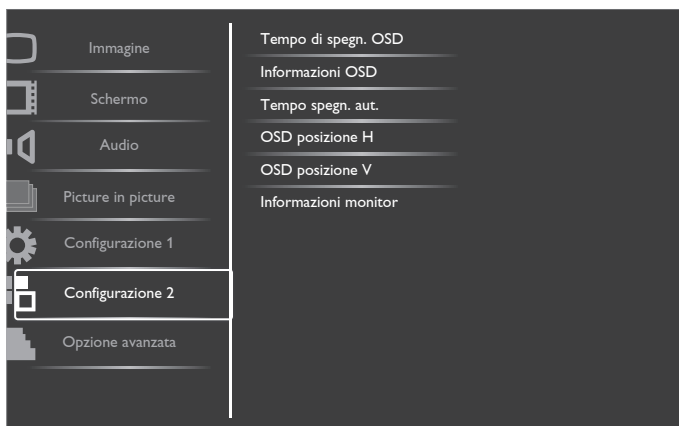 Immagine
Schermo
Audio
Picture in picture
Configurazione 1
Configurazione 2
Opzione avanzata
Tempo di spegn. OSD
Informazioni OSD
Tempo spegn. aut.
OSD posizione H
OSD posizione V
Informazioni monitor